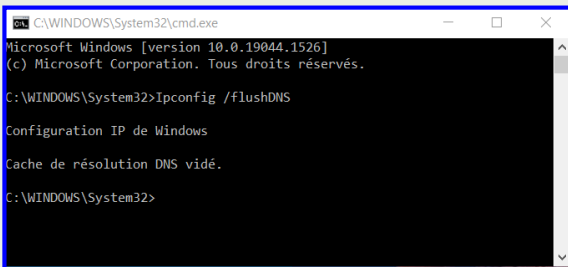 C:\WINDOWS\System32\cmd.exe
Microsoft Windows [version 10.0.19044.1526]
(c) Microsoft Corporation. Tous droits réservés.
C:\WINDOWS\System32>Ipconfig /flushDNS
Configuration IP de Windows
Cache de résolution DNS vidé.
C:\WINDOWS\System32>